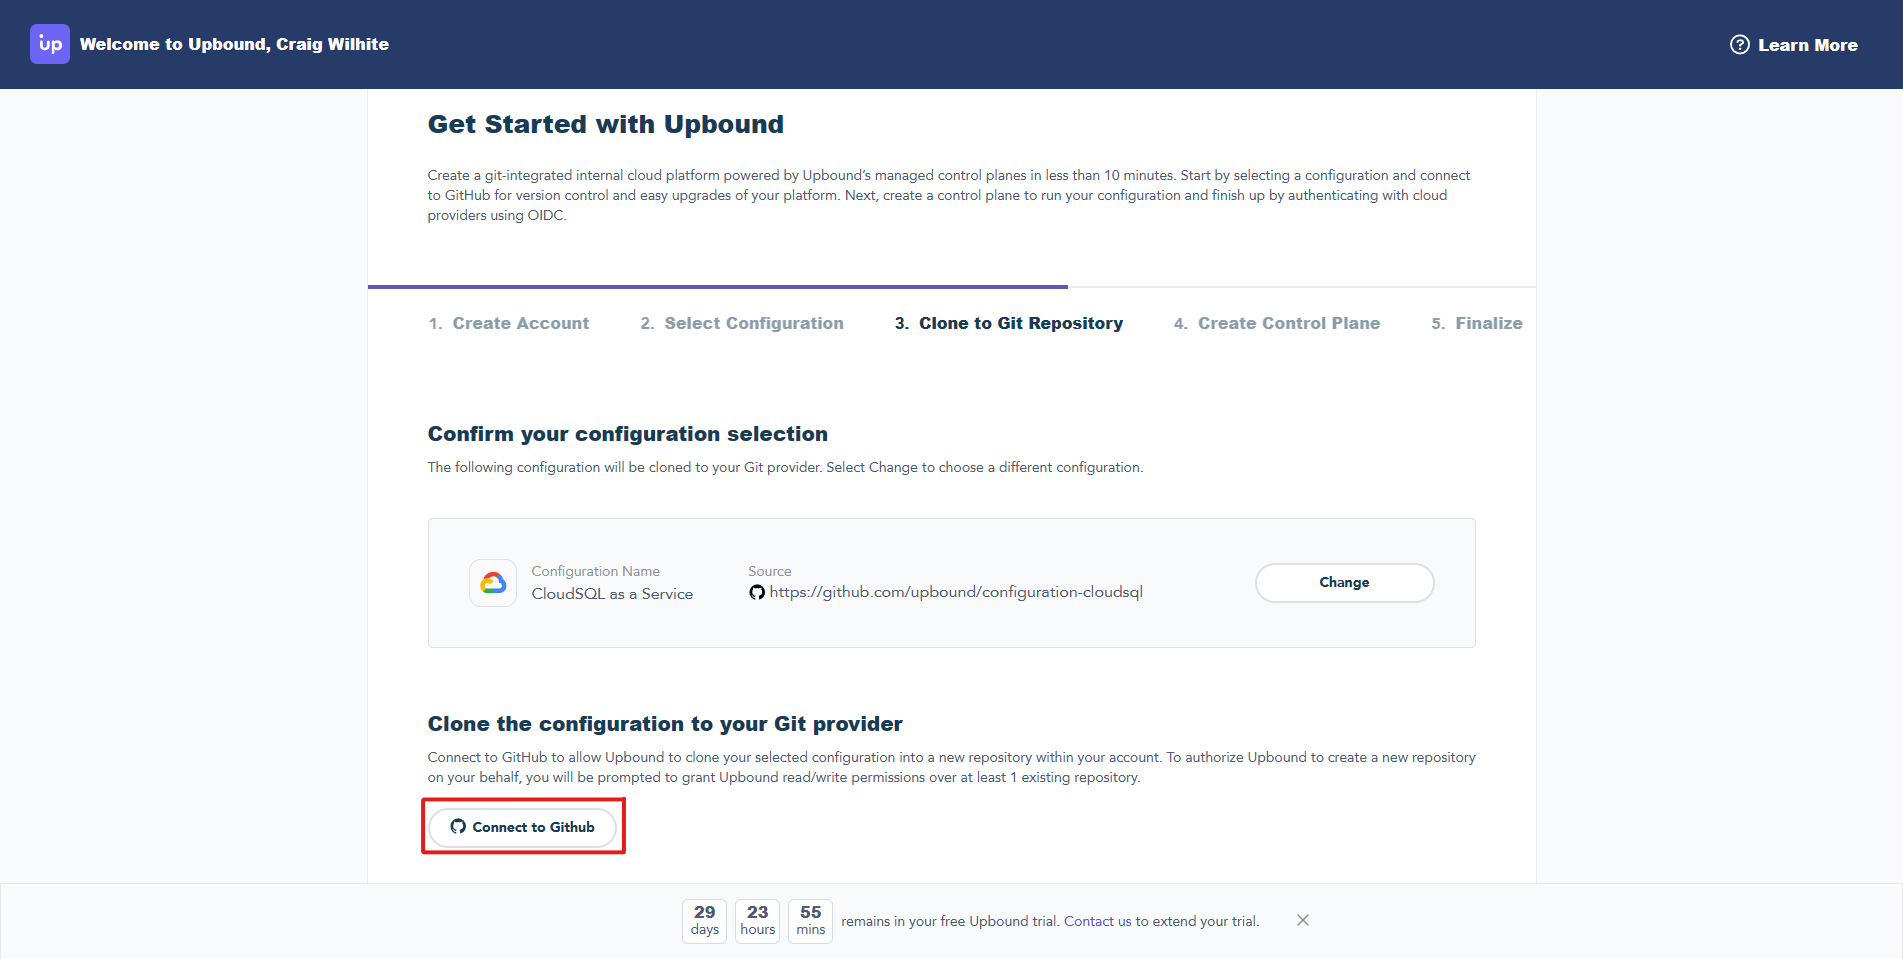 up Welcome to Upbound, Craig Wilhite
Learn More
Get Started with Upbound
Create a git-integrated internal cloud platform powered by Upbound's managed control planes in less than 10 minutes. Start by selecting a configuration and connect
to GitHub for version control and easy upgrades of your platform. Next, create a control plane to run your configuration and finish up by authenticating with cloud
providers using OIDC.
1. Create Account 2. Select Configuration 3. Clone to Git Repository 4. Create Control Plane 5. Finalize
Confirm your configuration selection
The following configuration will be cloned to your Git provider. Select Change to choose a different configuration.
Configuration Name
CloudSQL as a Service
Source
https://github.com/upbound/configuration-cloudsql
Change
Clone the configuration to your Git provider
Connect to GitHub to allow Upbound to clone your selected configuration into a new repository within your account. To authorize Upbound to create a new repository
on your behalf, you will be prompted to grant Upbound read/write permissions over at least 1 existing repository.
Connect to Github
29 days 23 hours 55 mins remains in your free Upbound trial. Contact us to extend your trial.